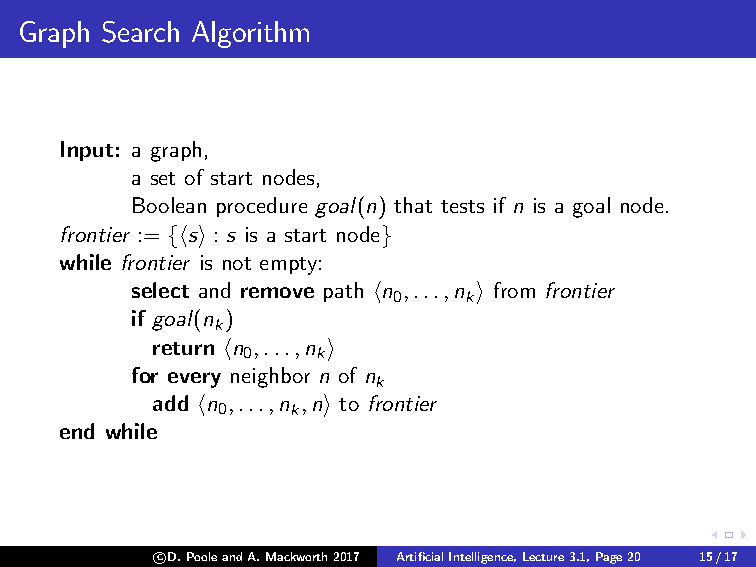 Graph Search Algorithm
Input: a graph,
a set of start nodes,
Boolean procedure goal(n) that tests if n is a goal node.
frontier := {⟨s⟩ : s is a start node}
while frontier is not empty:
select and remove path ⟨n₀, . . . , nₖ⟩ from frontier
if goal(nₖ)
return ⟨n₀, . . . , nₖ⟩
for every neighbor n of nₖ
add ⟨n₀, . . . , nₖ, n⟩ to frontier
end while
©D. Poole and A. Mackworth 2017 Artificial Intelligence, Lecture 3.1, Page 20 15 / 17